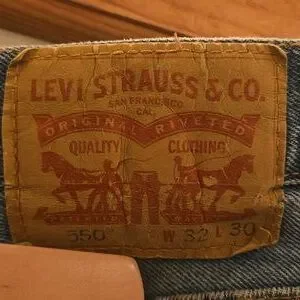 LEVI STRAUSS & CO.
SAN FRANCISCO
CAL.
ORIGINAL RIVETED
QUALITY CLOTHING
550 W 32 L 30